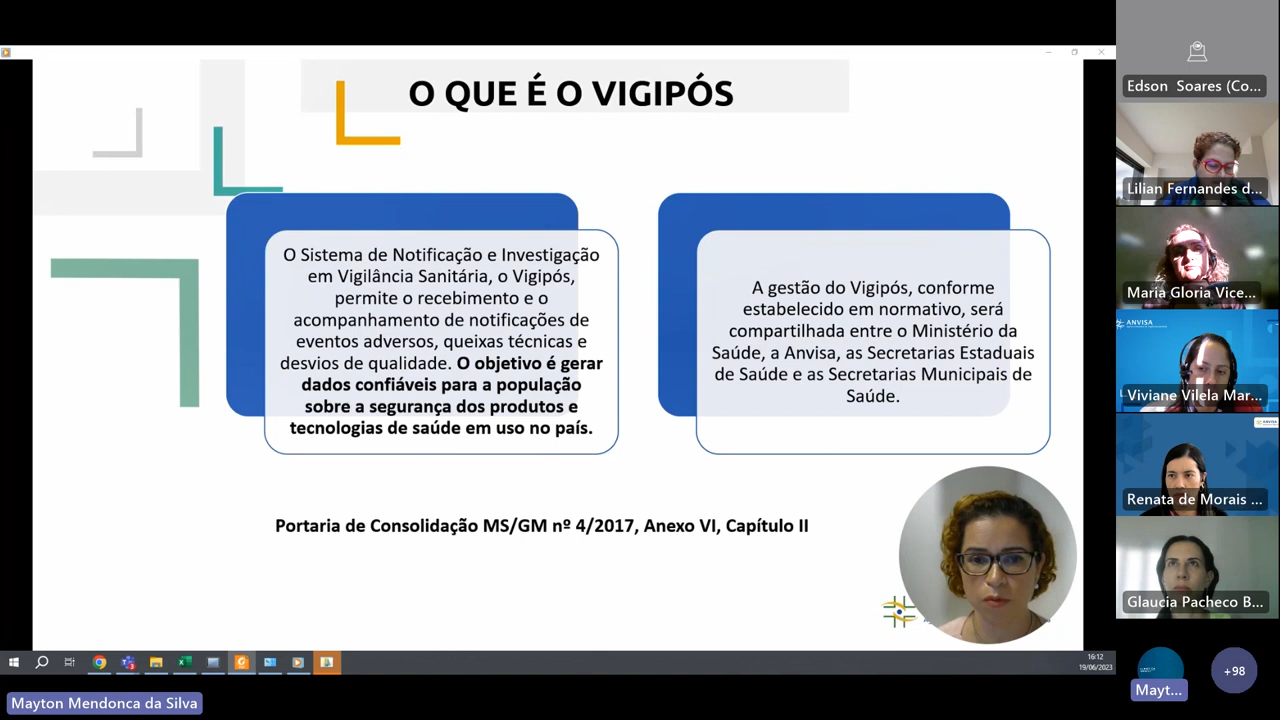 O QUE É O VIGIPÓS
O Sistema de Notificação e Investigação
em Vigilância Sanitária, o Vigipós,
permite o recebimento e o
acompanhamento de notificações de
eventos adversos, queixas técnicas e
desvios de qualidade. O objetivo é gerar
dados confiáveis para a população
sobre a segurança dos produtos e
tecnologias de saúde em uso no país.
A gestão do Vigipós, conforme
estabelecido em normativo, será
compartilhada entre o Ministério da
Saúde, a Anvisa, as Secretarias Estaduais
de Saúde e as Secretarias Municipais de
Saúde.
Portaria de Consolidação MS/GM nº 4/2017, Anexo VI, Capítulo II
16:12
19/06/2023
Mayton Mendonca da Silva
Edson Soares (Co...
Lilian Fernandes d...
Maria Gloria Vice...
ANVISA
Viviane Vilela Mar...
ANVISA
Renata de Morais ...
Glaucia Pacheco B...
Mayt...
+98